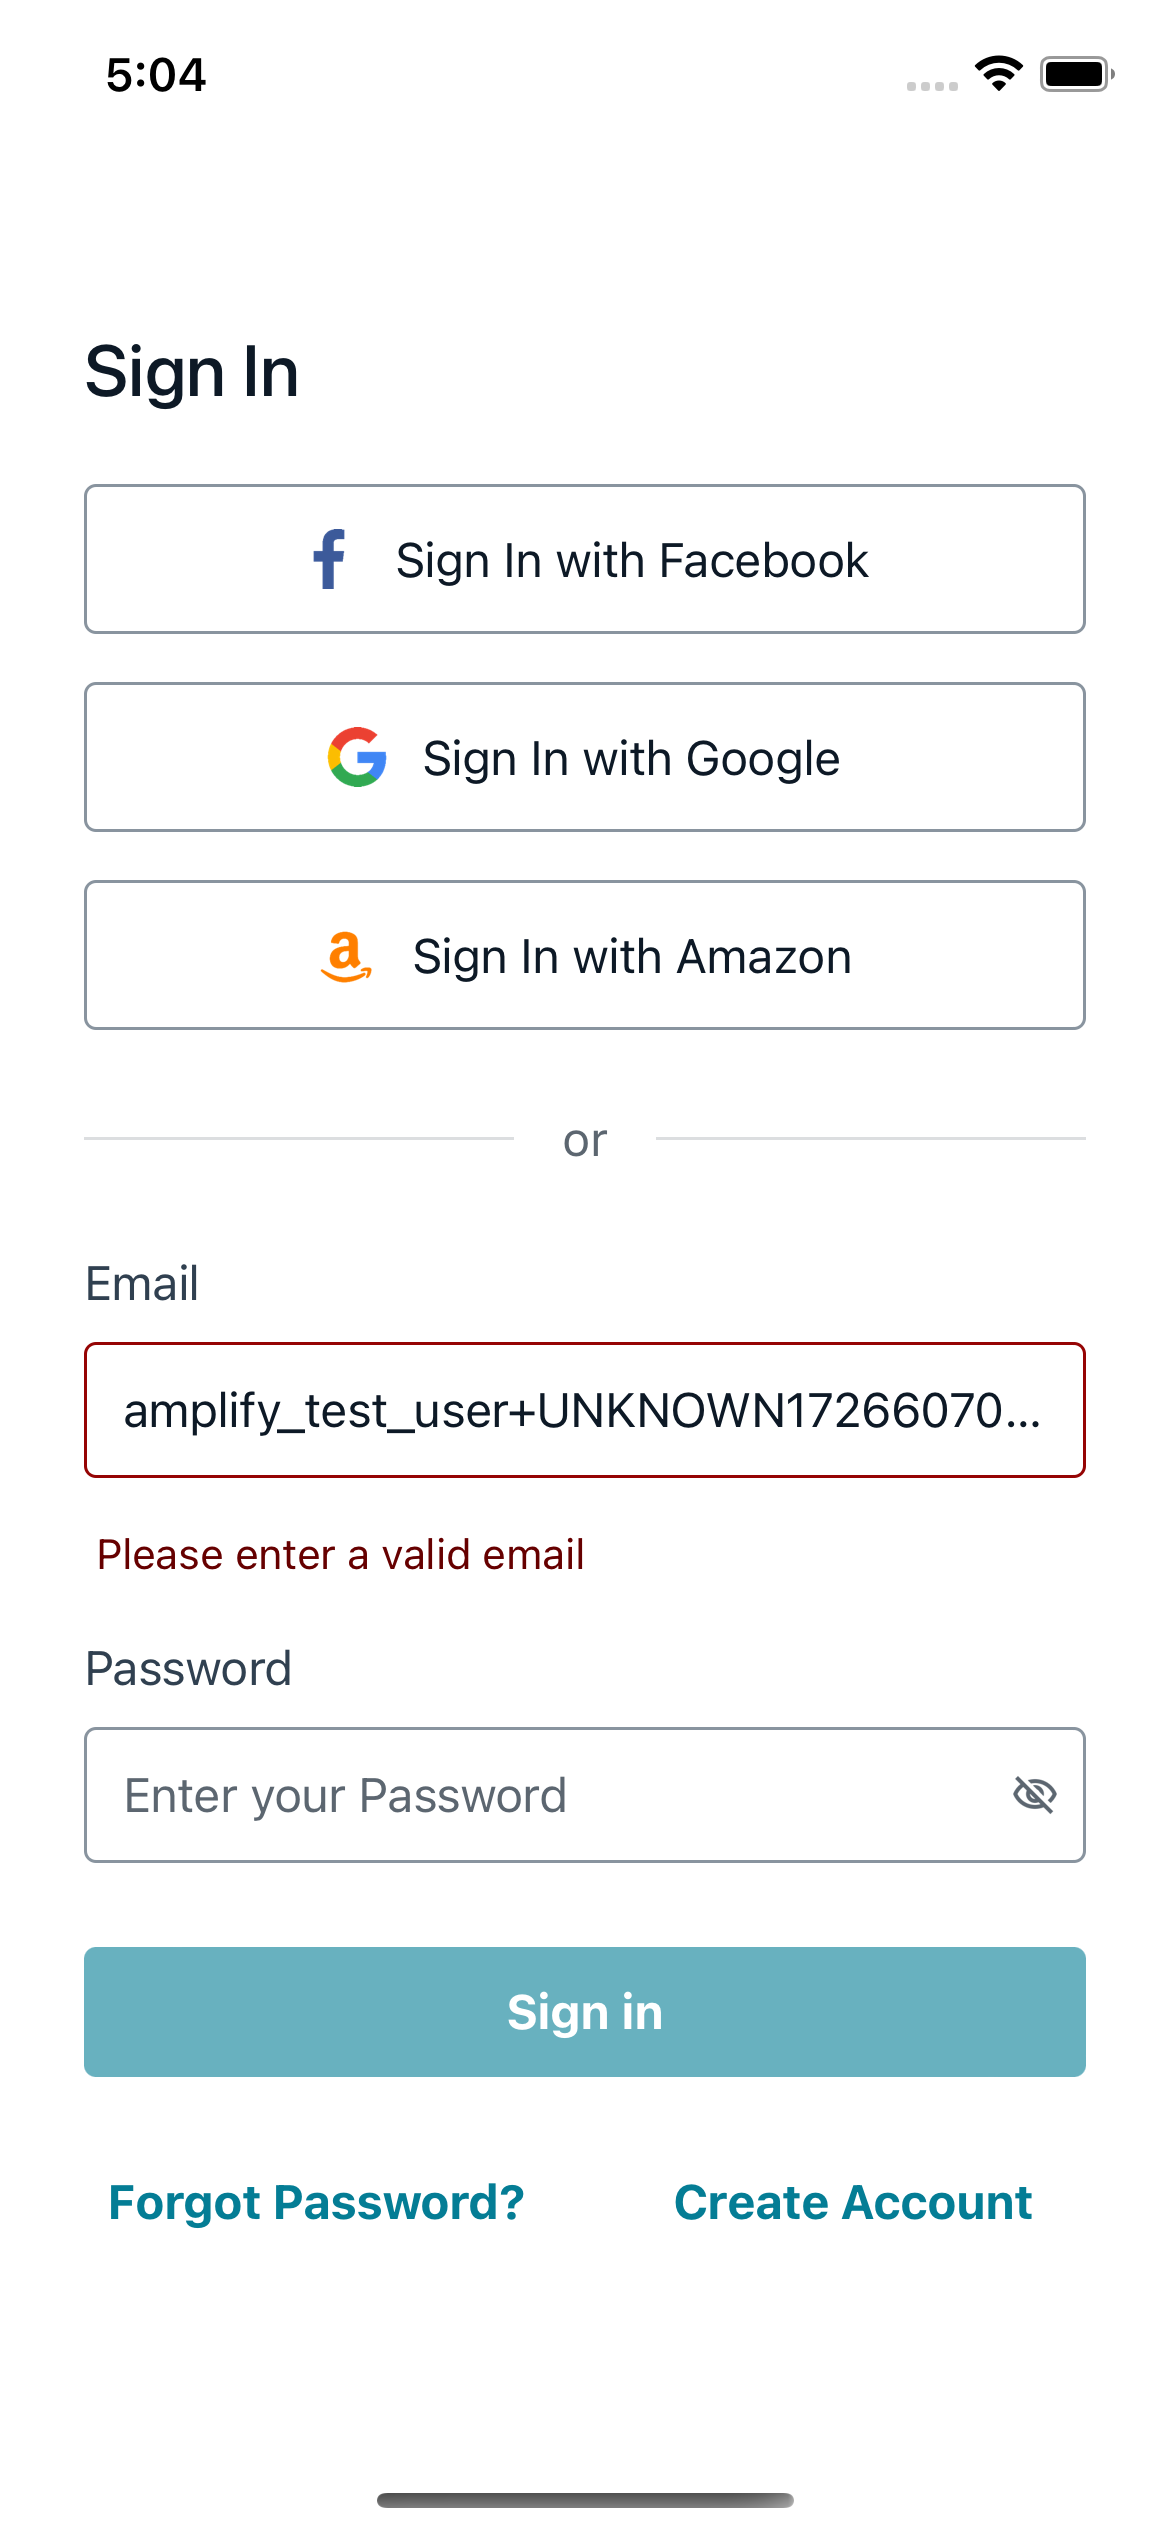 5:04
Sign In
Sign In with Facebook
Sign In with Google
Sign In with Amazon
or
Email
amplify_test_user+UNKNOWN17266070...
Please enter a valid email
Password
Enter your Password
Sign in
Forgot Password? Create Account